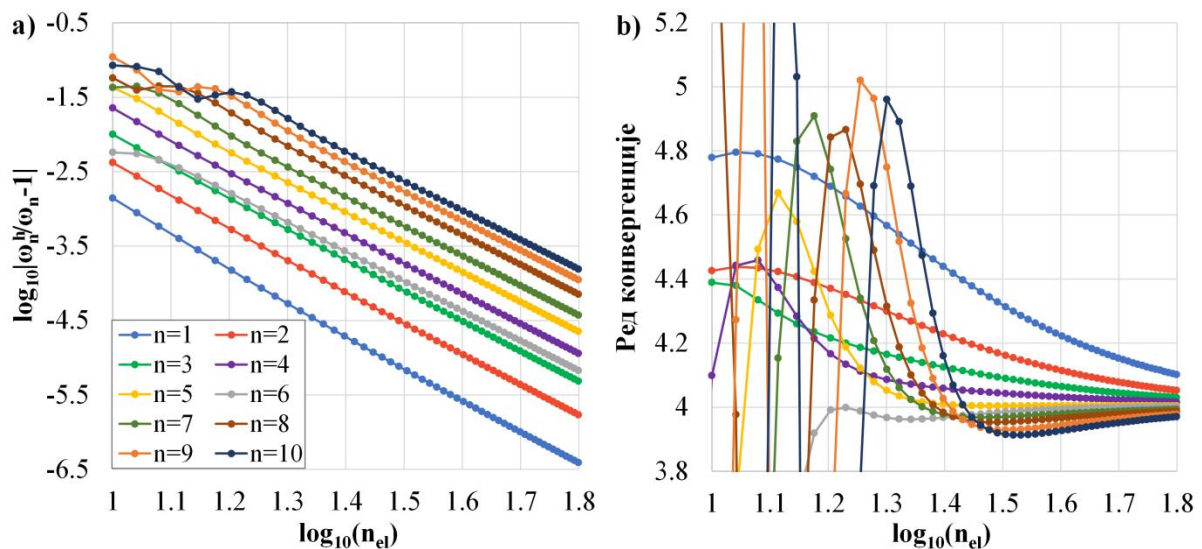 a)
-0.5
-1.5
-2.5
-3.5
-4.5
-5.5
-6.5
log₁₀|ωₙʰ/ωₙ-1|
n=1 n=2
n=3 n=4
n=5 n=6
n=7 n=8
n=9 n=10
1 1.1 1.2 1.3 1.4 1.5 1.6 1.7 1.8
log₁₀(nₑₗ)
b)
5.2
5
4.8
4.6
4.4
4.2
4
3.8
Ред конвергенције
1 1.1 1.2 1.3 1.4 1.5 1.6 1.7 1.8
log₁₀(nₑₗ)